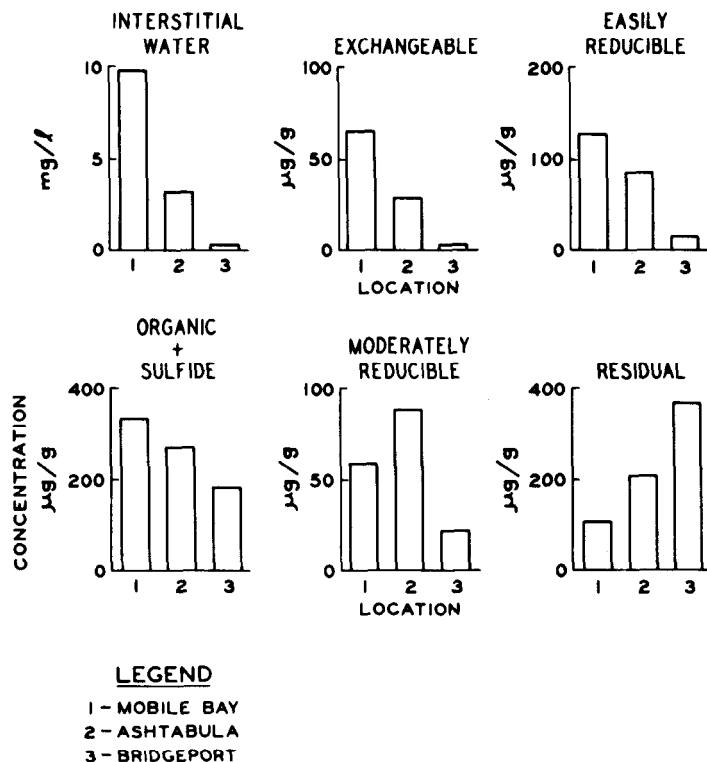 INTERSTITIAL
WATER
10
5
0
mg/l
1 2 3
EXCHANGEABLE
100
50
0
μg/g
1 2 3
LOCATION
EASILY
REDUCIBLE
200
100
0
μg/g
1 2 3
ORGANIC
+
SULFIDE
400
200
0
CONCENTRATION
μg/g
1 2 3
MODERATELY
REDUCIBLE
100
50
0
μg/g
1 2 3
LOCATION
RESIDUAL
400
200
0
μg/g
1 2 3
LEGEND
1 - MOBILE BAY
2 - ASHTABULA
3 - BRIDGEPORT